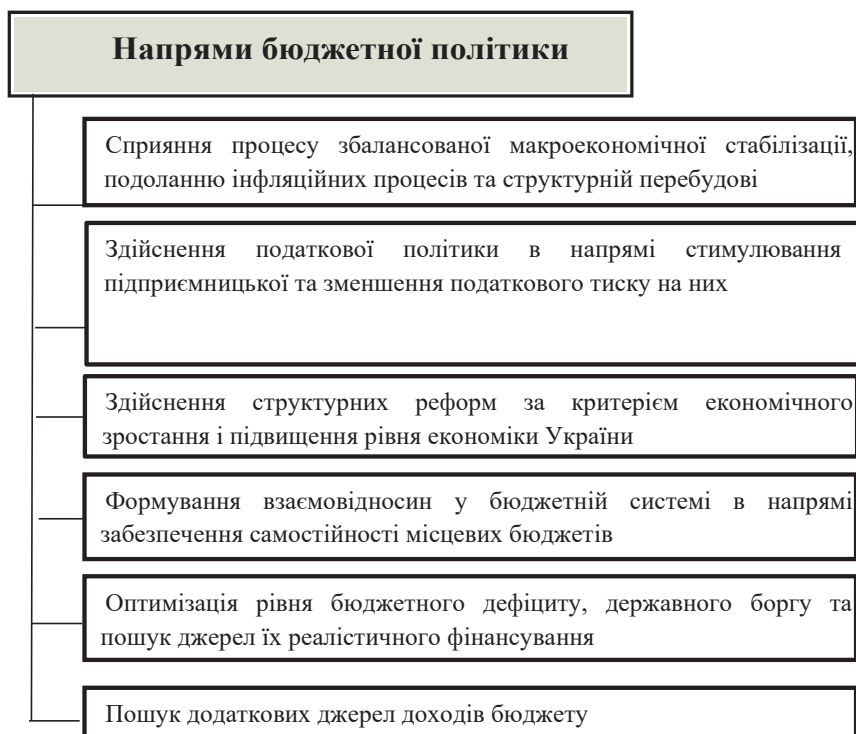 Напрями бюджетної політики
Сприяння процесу збалансованої макроекономічної стабілізації,
подоланню інфляційних процесів та структурній перебудові
Здійснення податкової політики в напрямі стимулювання
підприємницької та зменшення податкового тиску на них
Здійснення структурних реформ за критерієм економічного
зростання і підвищення рівня економіки України
Формування взаємовідносин у бюджетній системі в напрямі
забезпечення самостійності місцевих бюджетів
Оптимізація рівня бюджетного дефіциту, державного боргу та
пошук джерел їх реалістичного фінансування
Пошук додаткових джерел доходів бюджету